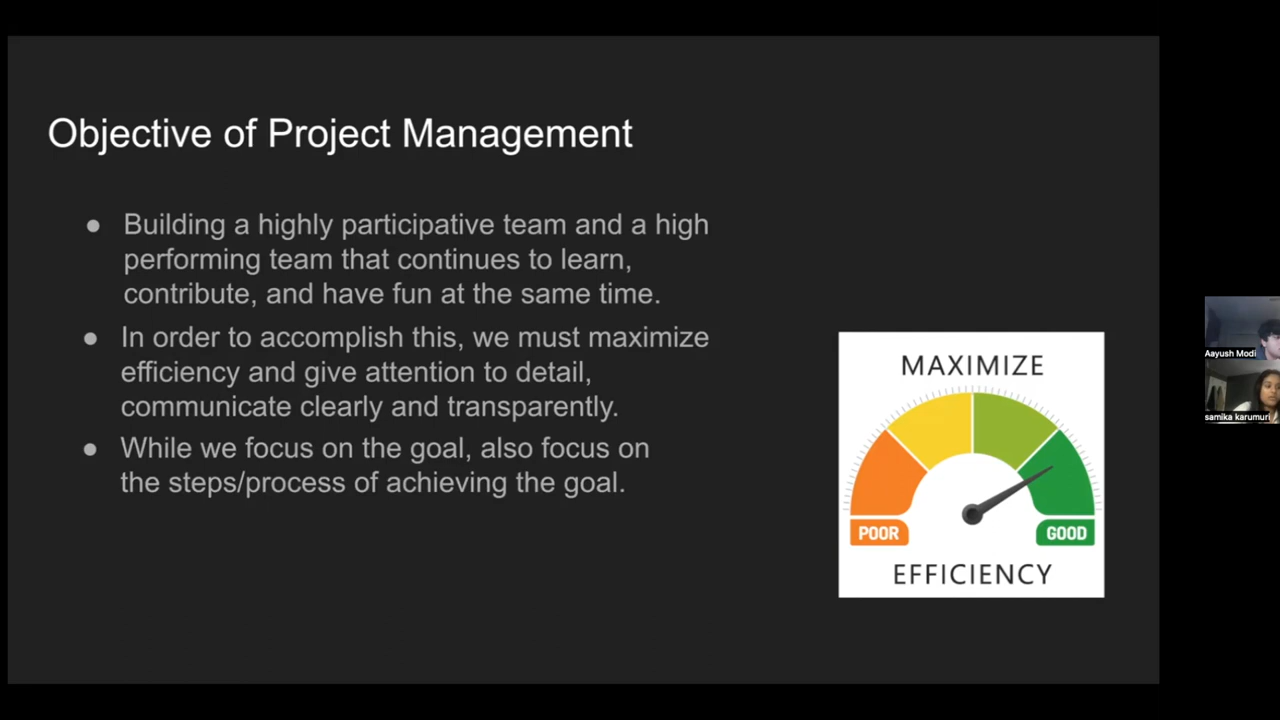 Objective of Project Management
● Building a highly participative team and a high
performing team that continues to learn,
contribute, and have fun at the same time.
● In order to accomplish this, we must maximize
efficiency and give attention to detail,
communicate clearly and transparently.
● While we focus on the goal, also focus on
the steps/process of achieving the goal.
MAXIMIZE
POOR
GOOD
EFFICIENCY
Aayush Modi
samika karumuri